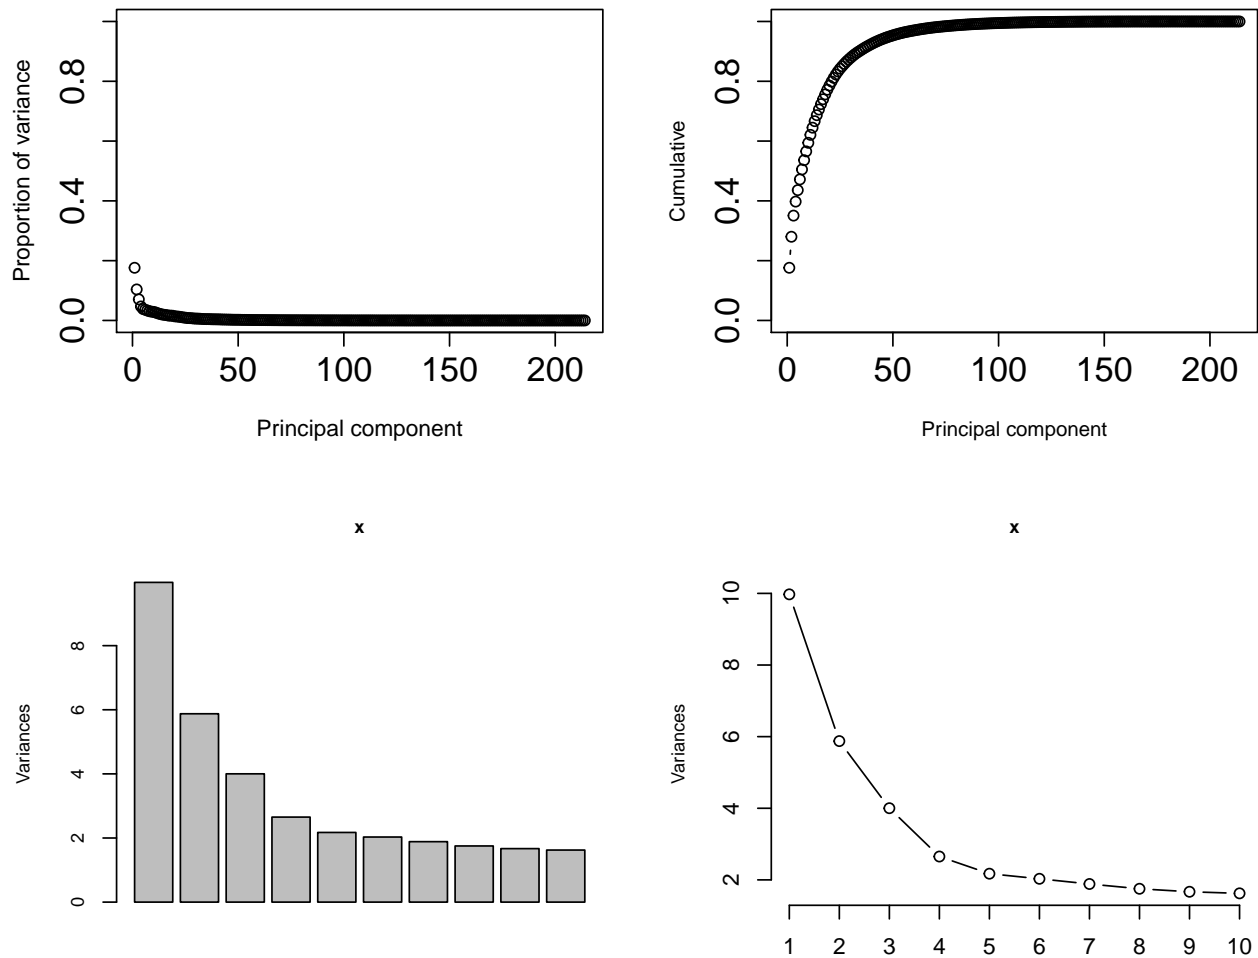 Proportion of variance
0.0 0.4 0.8
0 50 100 150 200
Principal component
Cumulative
0.0 0.4 0.8
0 50 100 150 200
Principal component
x
Variances
0 2 4 6 8
x
Variances
2 4 6 8 10
1 2 3 4 5 6 7 8 9 10